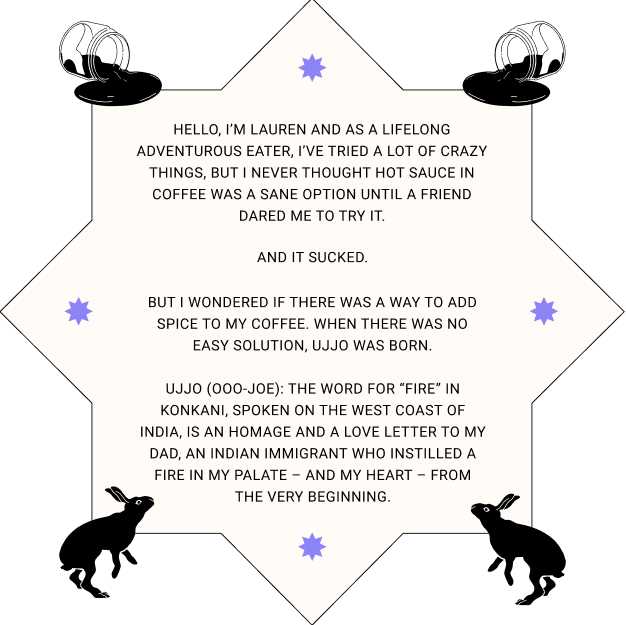 HELLO, I'M LAUREN AND AS A LIFELONG
ADVENTUROUS EATER, I'VE TRIED A LOT OF CRAZY
THINGS, BUT I NEVER THOUGHT HOT SAUCE IN
COFFEE WAS A SANE OPTION UNTIL A FRIEND
DARED ME TO TRY IT.
AND IT SUCKED.
BUT I WONDERED IF THERE WAS A WAY TO ADD
SPICE TO MY COFFEE. WHEN THERE WAS NO
EASY SOLUTION, UJJO WAS BORN.
UJJO (OOO-JOE): THE WORD FOR “FIRE” IN
KONKANI, SPOKEN ON THE WEST COAST OF
INDIA, IS AN HOMAGE AND A LOVE LETTER TO MY
DAD, AN INDIAN IMMIGRANT WHO INSTILLED A
FIRE IN MY PALATE – AND MY HEART – FROM
THE VERY BEGINNING.